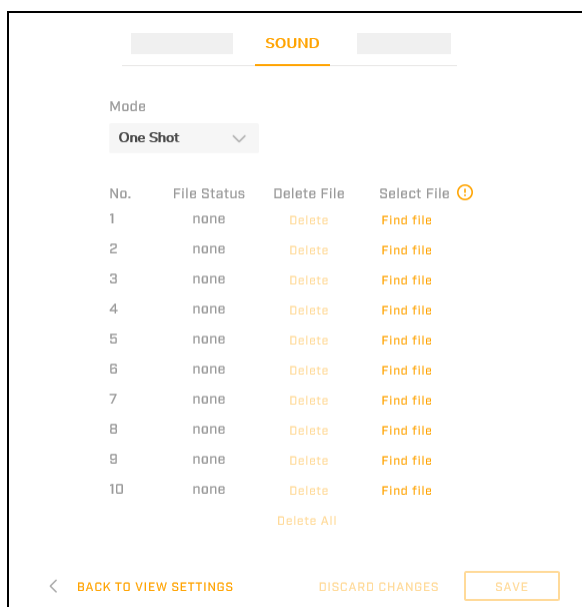 SOUND
Mode
One Shot
No. File Status Delete File Select File
1 none Delete Find file
2 none Delete Find file
3 none Delete Find file
4 none Delete Find file
5 none Delete Find file
6 none Delete Find file
7 none Delete Find file
8 none Delete Find file
9 none Delete Find file
10 none Delete Find file
Delete All
BACK TO VIEW SETTINGS DISCARD CHANGES SAVE